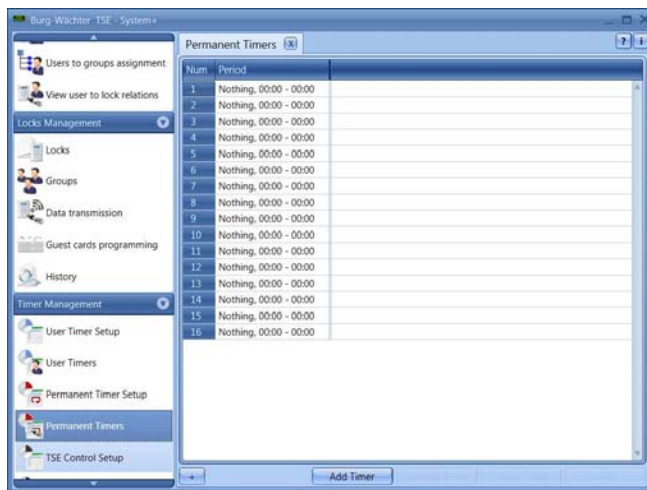 Burg-Wächter TSE - System+
Users to groups assignment
View user to lock relations
Locks Management
Locks
Groups
Data transmission
Guest cards programming
History
Timer Management
User Timer Setup
User Timers
Permanent Timer Setup
Permanent Timers
TSE Control Setup
Permanent Timers x
? i
Num Period
1 Nothing, 00:00 - 00:00
2 Nothing, 00:00 - 00:00
3 Nothing, 00:00 - 00:00
4 Nothing, 00:00 - 00:00
5 Nothing, 00:00 - 00:00
6 Nothing, 00:00 - 00:00
7 Nothing, 00:00 - 00:00
8 Nothing, 00:00 - 00:00
9 Nothing, 00:00 - 00:00
10 Nothing, 00:00 - 00:00
11 Nothing, 00:00 - 00:00
12 Nothing, 00:00 - 00:00
13 Nothing, 00:00 - 00:00
14 Nothing, 00:00 - 00:00
15 Nothing, 00:00 - 00:00
16 Nothing, 00:00 - 00:00
+ Add Timer